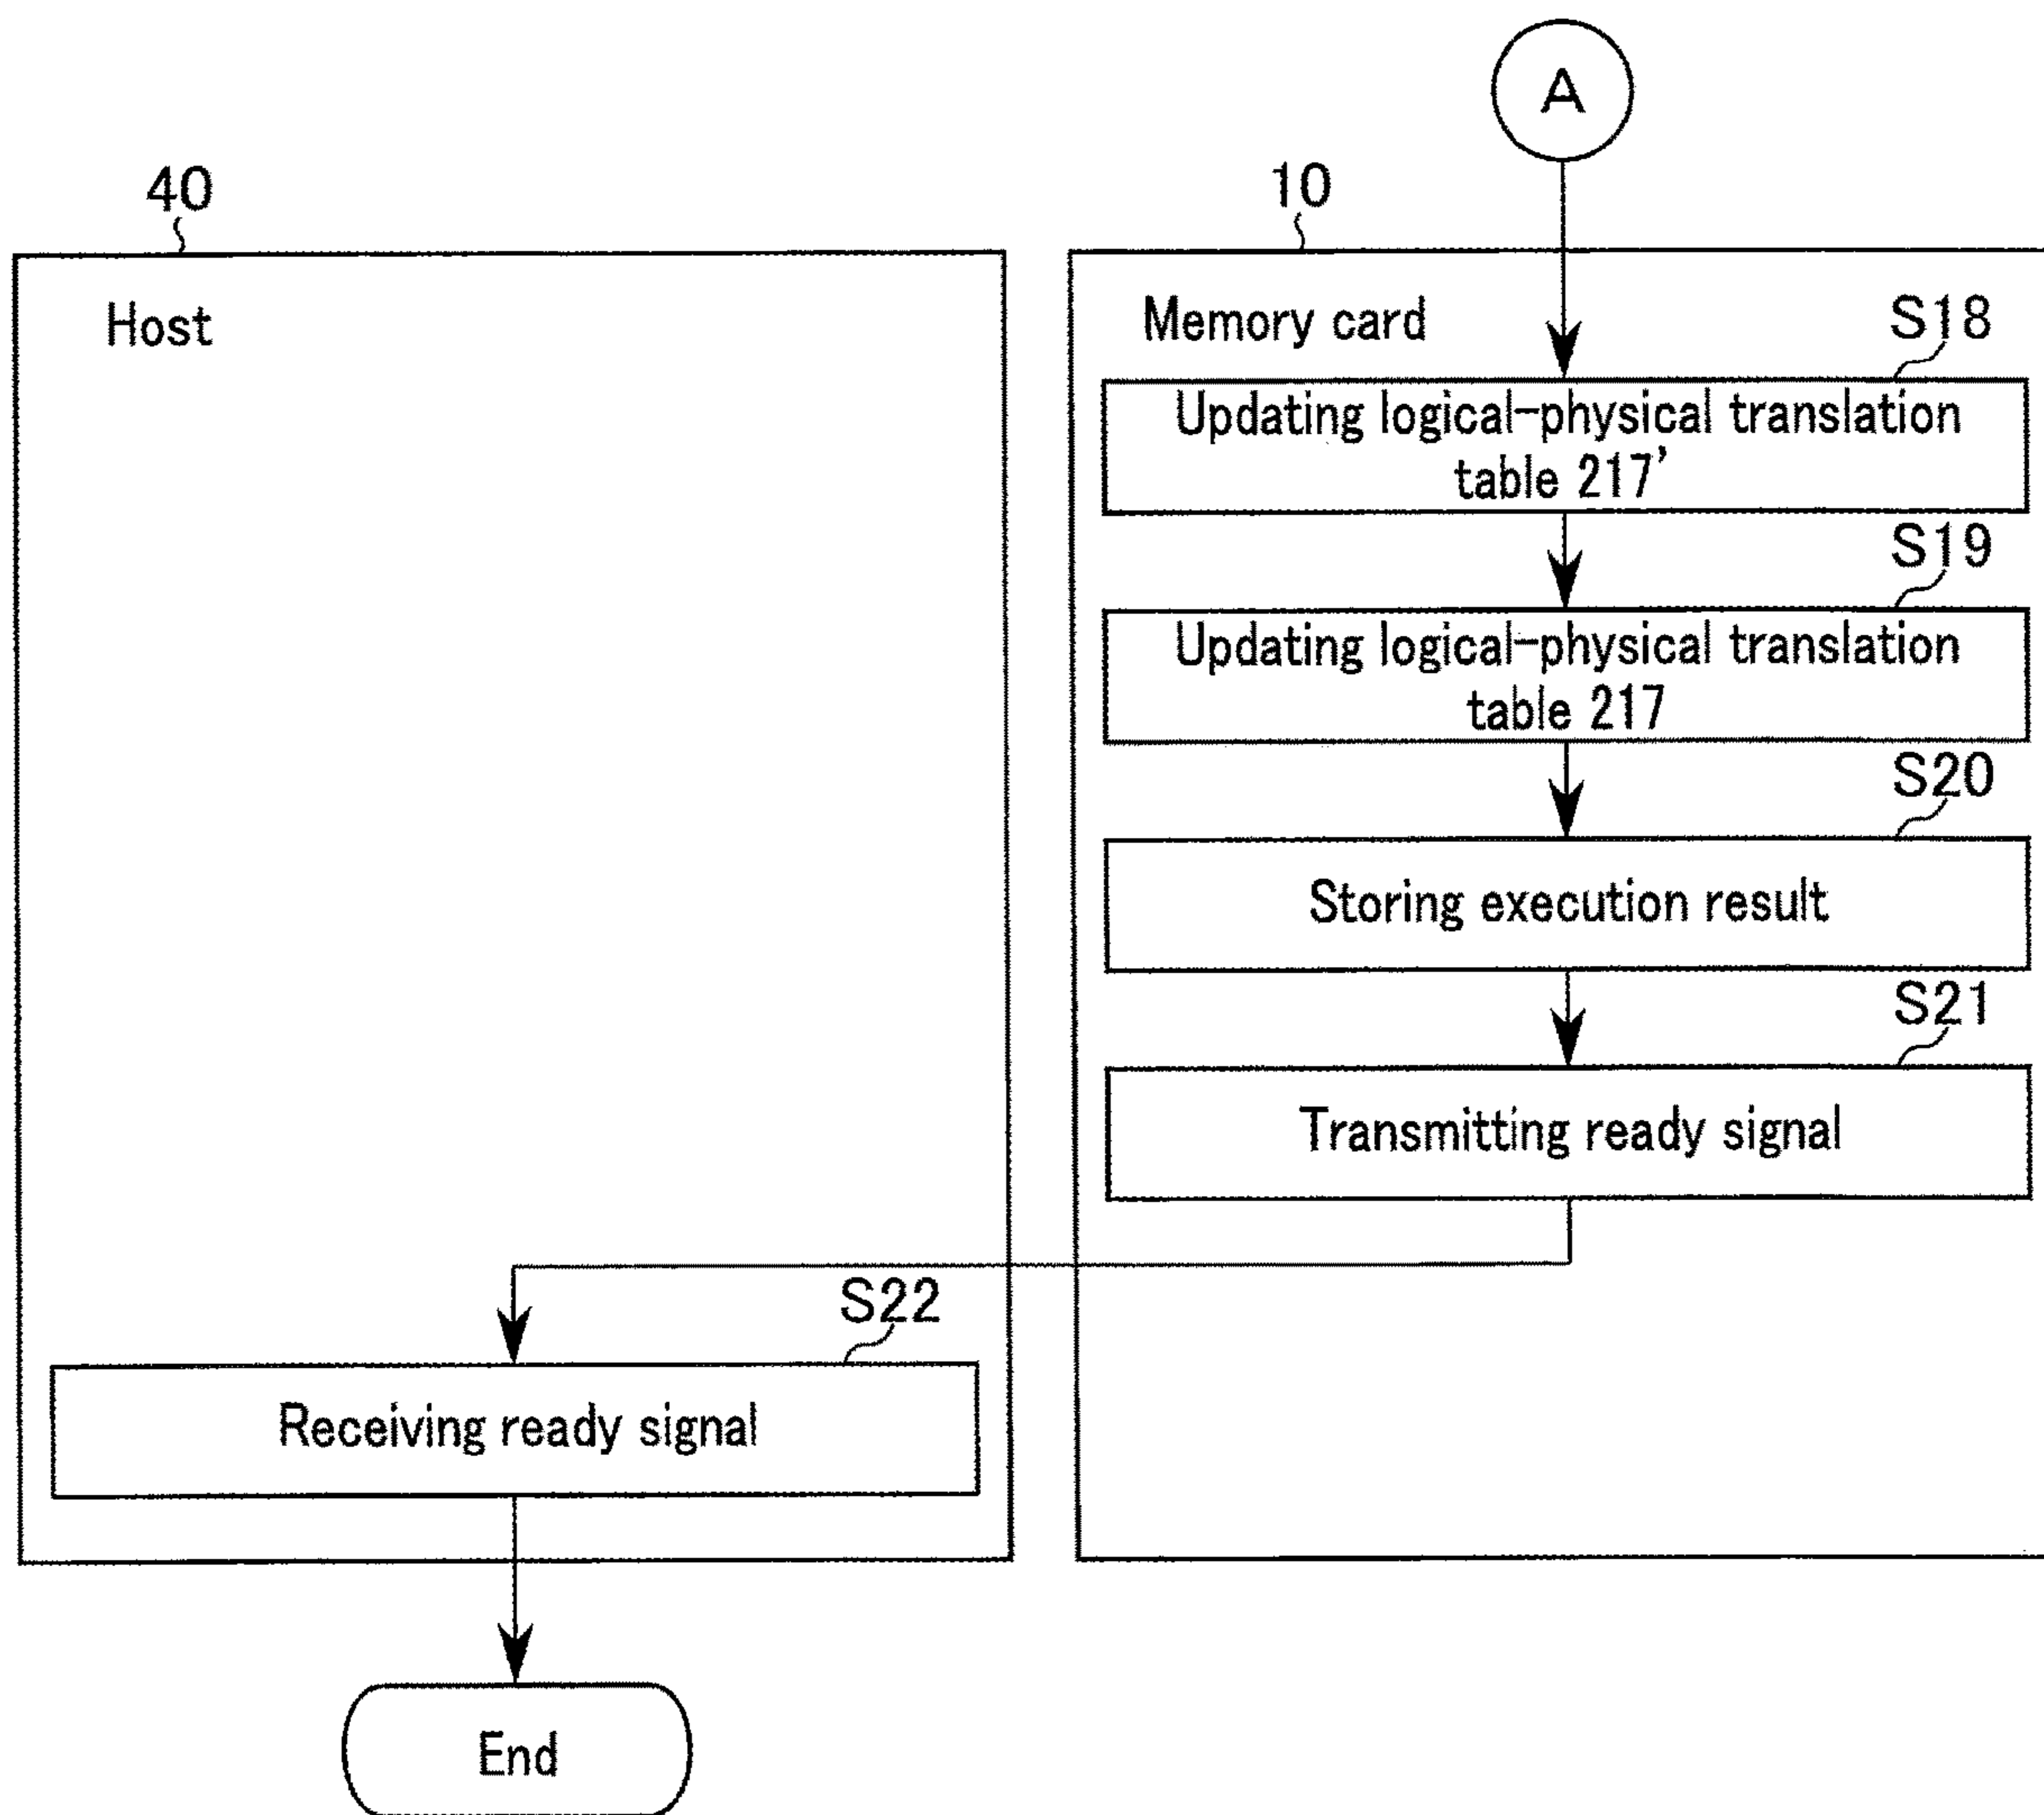 A
40
10
Host
Memory card
S18
Updating logical-physical translation
table 217'
S19
Updating logical-physical translation
table 217
S20
Storing execution result
S21
Transmitting ready signal
S22
Receiving ready signal
End